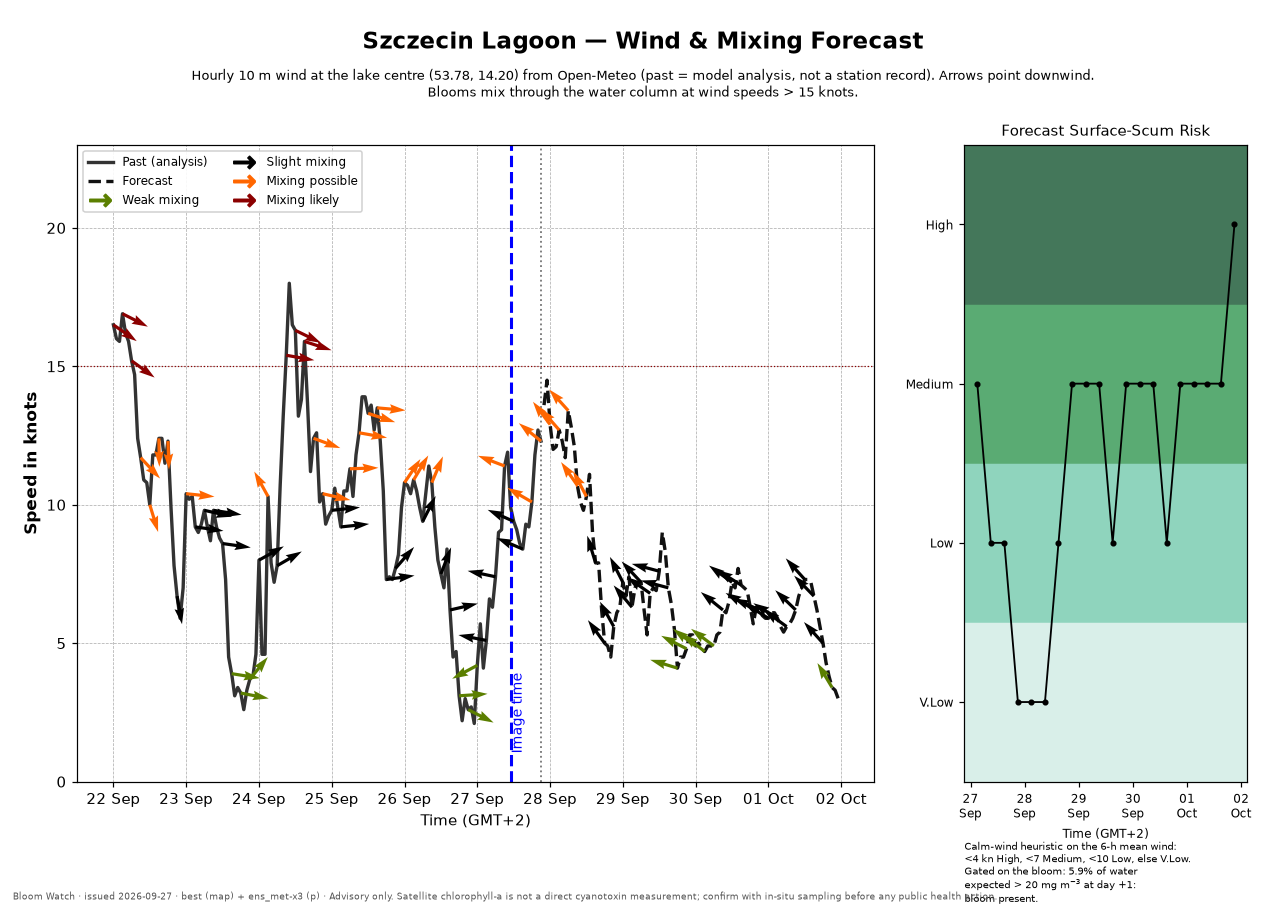 Szczecin Lagoon — Wind & Mixing Forecast
Hourly 10 m wind at the lake centre (53.78, 14.20) from Open-Meteo (past = model analysis, not a station record). Arrows point downwind.
Blooms mix through the water column at wind speeds > 15 knots.
Past (analysis)
Forecast
Weak mixing
Slight mixing
Mixing possible
Mixing likely
Speed in knots
20
15
10
5
0
Image time
22 Sep 23 Sep 24 Sep 25 Sep 26 Sep 27 Sep 28 Sep 29 Sep 30 Sep 01 Oct 02 Oct
Time (GMT+2)
Forecast Surface-Scum Risk
High
Medium
Low
V.Low
27 28 29 30 01 02
Sep Sep Sep Sep Oct Oct
Time (GMT+2)
Calm-wind heuristic on the 6-h mean wind:
<4 kn High, <7 Medium, <10 Low, else V.Low.
Gated on the bloom: 5.9% of water
expected > 20 mg m⁻³ at day +1:
bloom present.
Bloom Watch · issued 2026-09-27 · best (map) + ens_met-x3 (p) · Advisory only. Satellite chlorophyll-a is not a direct cyanotoxin measurement; confirm with in-situ sampling before any public health action.